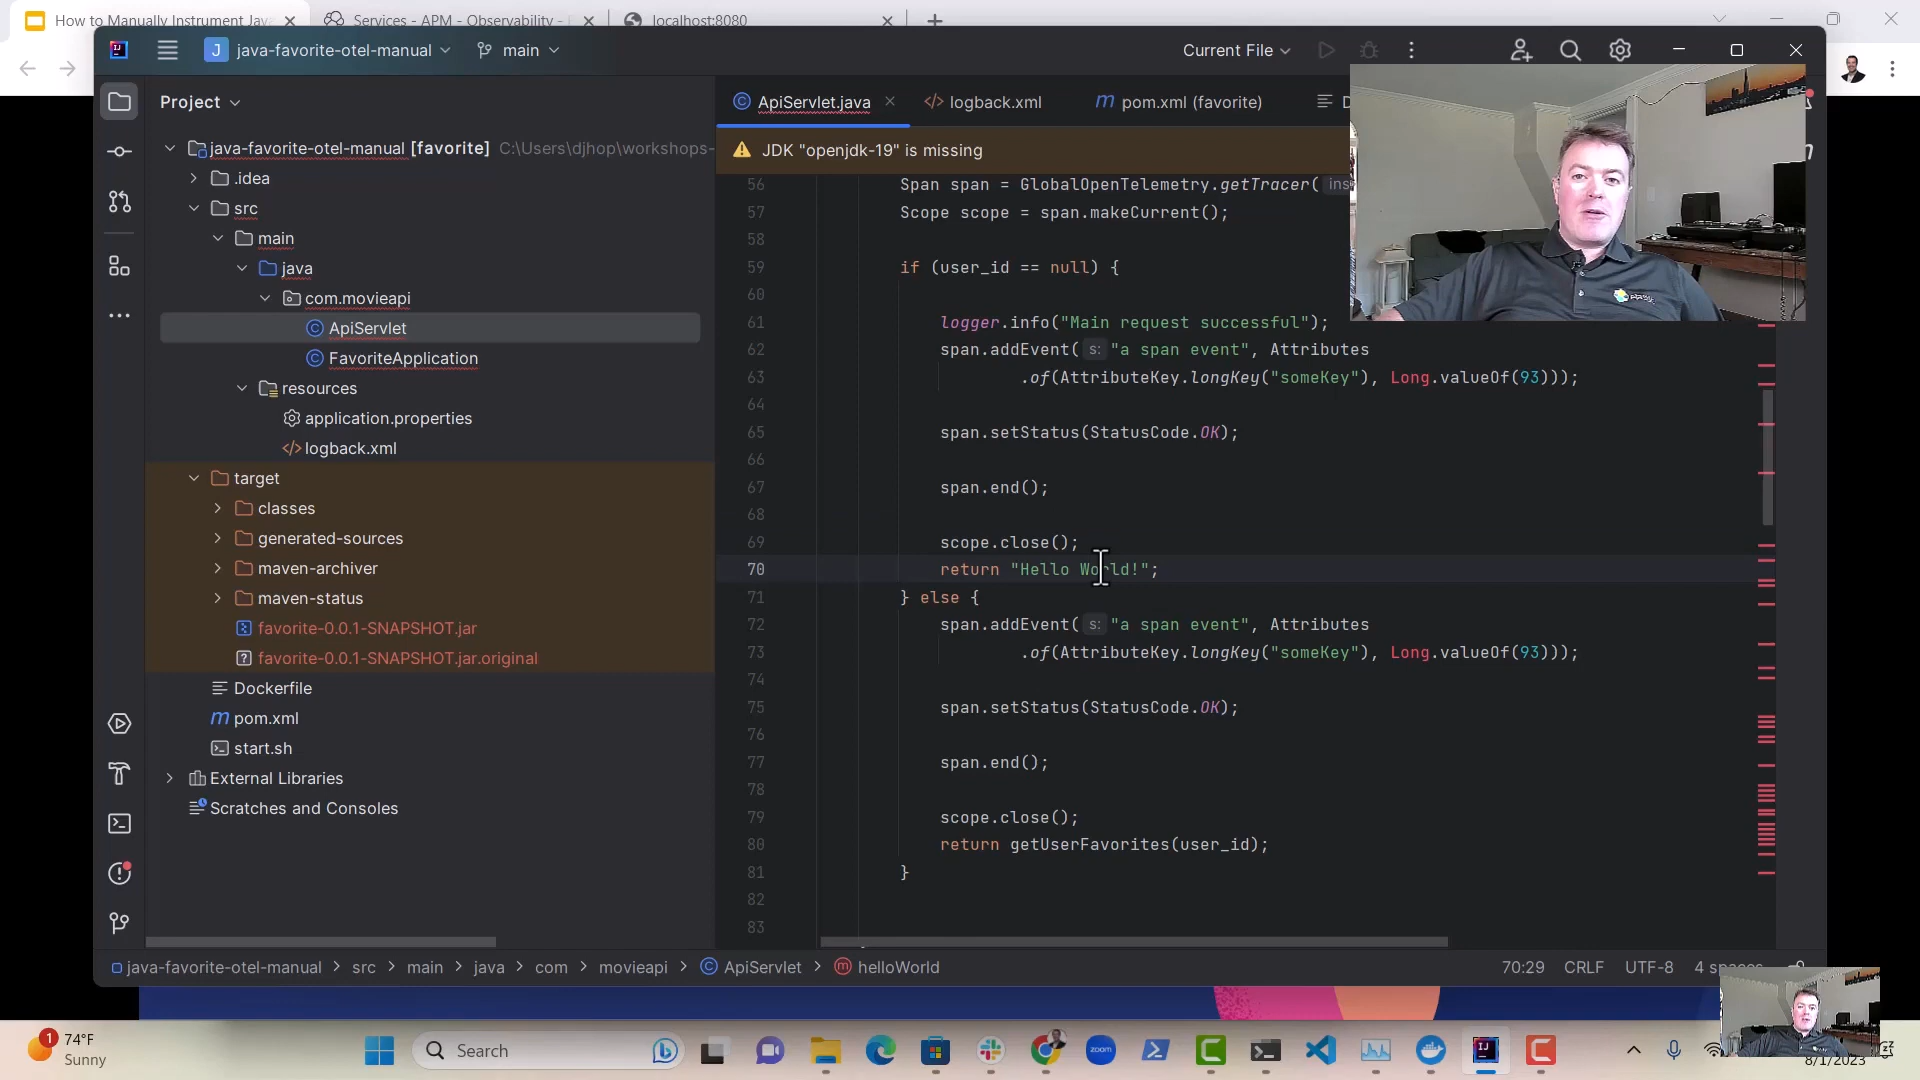 How to Manually Instrument Jav
Services - APM - Observability -
localhost:8080
java-favorite-otel-manual
main
Current File
Project
ApiServlet.java
logback.xml
pom.xml (favorite)
D
JDK "openjdk-19" is missing
java-favorite-otel-manual [favorite] C:\Users\djhop\workshops-
.idea
src
main
java
com.movieapi
ApiServlet
FavoriteApplication
resources
application.properties
logback.xml
target
classes
generated-sources
maven-archiver
maven-status
favorite-0.0.1-SNAPSHOT.jar
favorite-0.0.1-SNAPSHOT.jar.original
Dockerfile
pom.xml
start.sh
External Libraries
Scratches and Consoles
56 Span span = GlobalOpenTelemetry.getTracer( ins
57 Scope scope = span.makeCurrent();
58
59 if (user_id == null) {
60
61 logger.info("Main request successful");
62 span.addEvent( s: "a span event", Attributes
63 .of(AttributeKey.longKey("someKey"), Long.valueOf(93)));
64
65 span.setStatus(StatusCode.OK);
66
67 span.end();
68
69 scope.close();
70 return "Hello World!";
71 } else {
72 span.addEvent( s: "a span event", Attributes
73 .of(AttributeKey.longKey("someKey"), Long.valueOf(93)));
74
75 span.setStatus(StatusCode.OK);
76
77 span.end();
78
79 scope.close();
80 return getUserFavorites(user_id);
81 }
82
83
java-favorite-otel-manual > src > main > java > com > movieapi > ApiServlet > helloWorld
70:29 CRLF UTF-8 4 spaces
1
74°F
Sunny
Search
zoom
8/1/2023